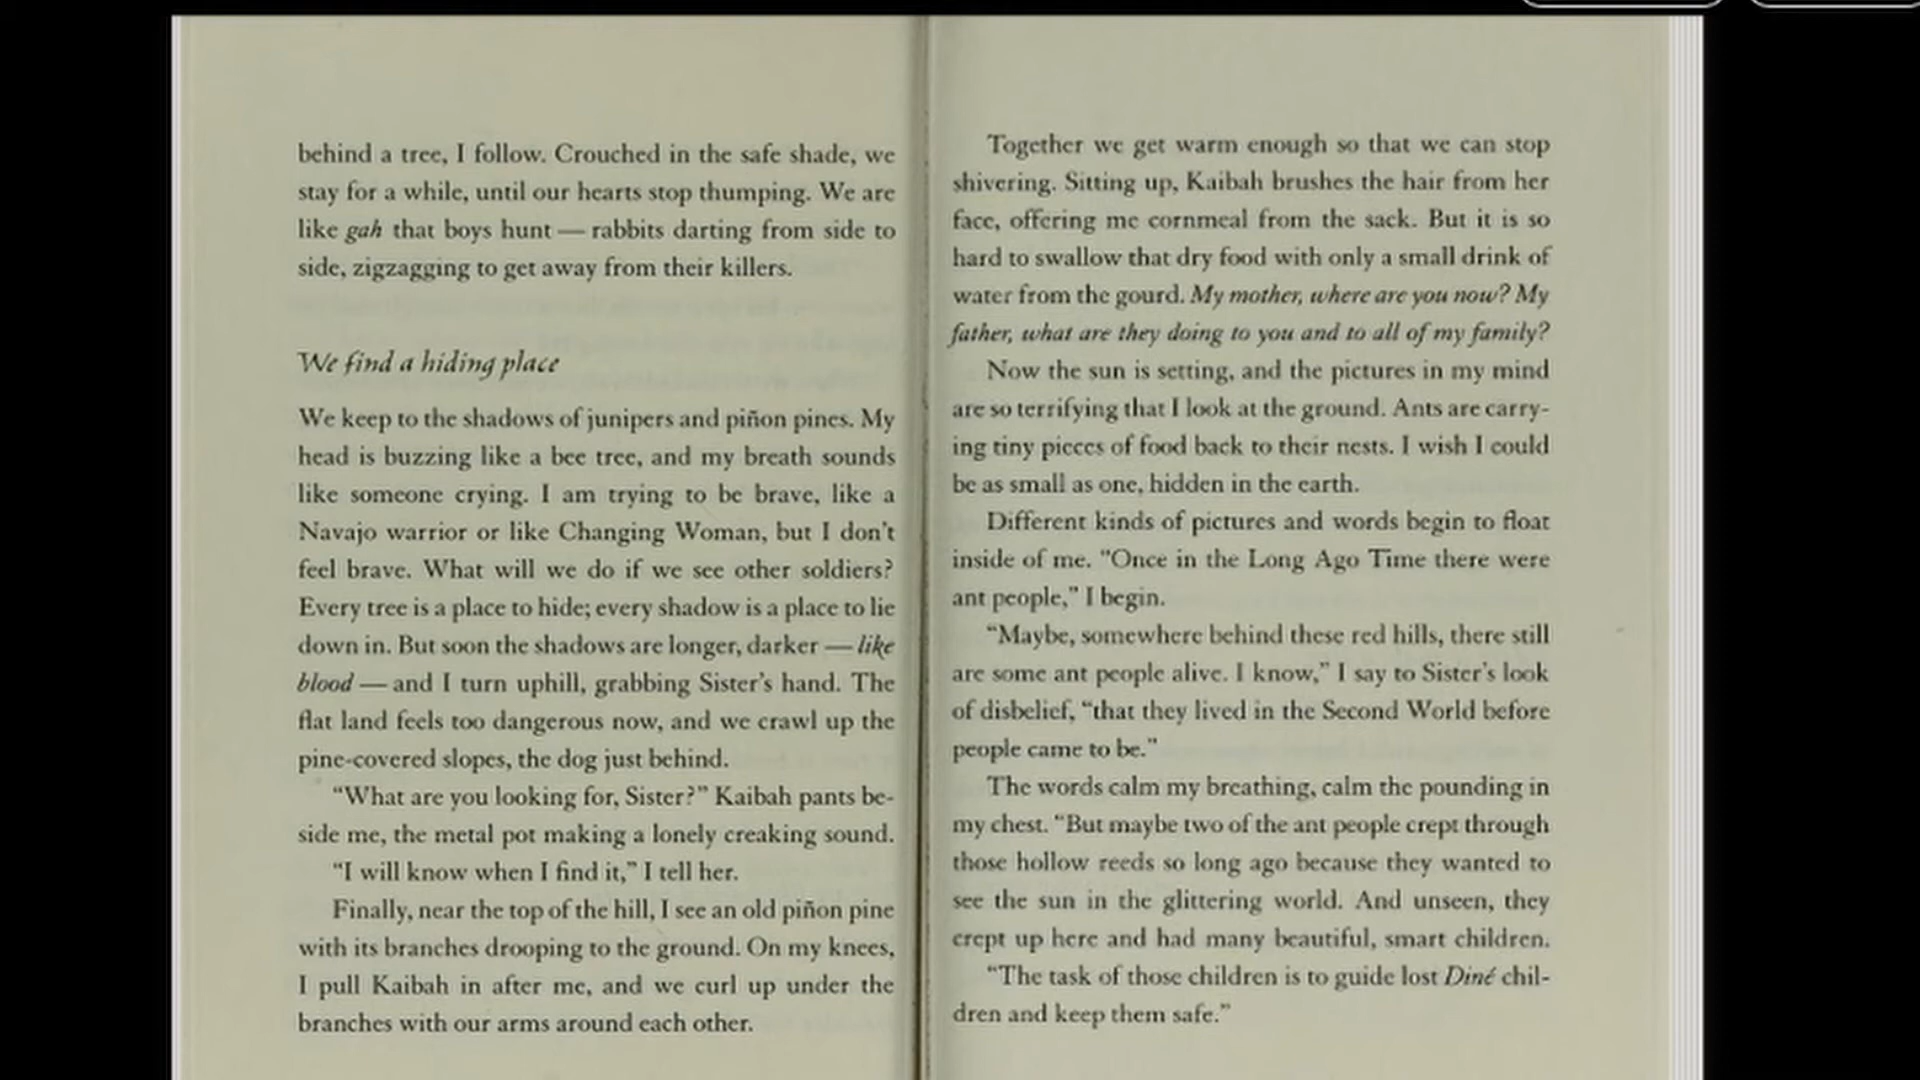 behind a tree, I follow. Crouched in the safe shade, we
stay for a while, until our hearts stop thumping. We are
like gah that boys hunt — rabbits darting from side to
side, zigzagging to get away from their killers.
We find a hiding place
We keep to the shadows of junipers and piñon pines. My
head is buzzing like a bee tree, and my breath sounds
like someone crying. I am trying to be brave, like a
Navajo warrior or like Changing Woman, but I don't
feel brave. What will we do if we see other soldiers?
Every tree is a place to hide; every shadow is a place to lie
down in. But soon the shadows are longer, darker — like
blood — and I turn uphill, grabbing Sister's hand. The
flat land feels too dangerous now, and we crawl up the
pine-covered slopes, the dog just behind.
“What are you looking for, Sister?” Kaibah pants be-
side me, the metal pot making a lonely creaking sound.
“I will know when I find it,” I tell her.
Finally, near the top of the hill, I see an old piñon pine
with its branches drooping to the ground. On my knees,
I pull Kaibah in after me, and we curl up under the
branches with our arms around each other.
Together we get warm enough so that we can stop
shivering. Sitting up, Kaibah brushes the hair from her
face, offering me cornmeal from the sack. But it is so
hard to swallow that dry food with only a small drink of
water from the gourd. My mother, where are you now? My
father, what are they doing to you and to all of my family?
Now the sun is setting, and the pictures in my mind
are so terrifying that I look at the ground. Ants are carry-
ing tiny pieces of food back to their nests. I wish I could
be as small as one, hidden in the earth.
Different kinds of pictures and words begin to float
inside of me. “Once in the Long Ago Time there were
ant people,” I begin.
“Maybe, somewhere behind these red hills, there still
are some ant people alive. I know,” I say to Sister's look
of disbelief, “that they lived in the Second World before
people came to be.”
The words calm my breathing, calm the pounding in
my chest. “But maybe two of the ant people crept through
those hollow reeds so long ago because they wanted to
see the sun in the glittering world. And unseen, they
crept up here and had many beautiful, smart children.
“The task of those children is to guide lost Diné chil-
dren and keep them safe.”